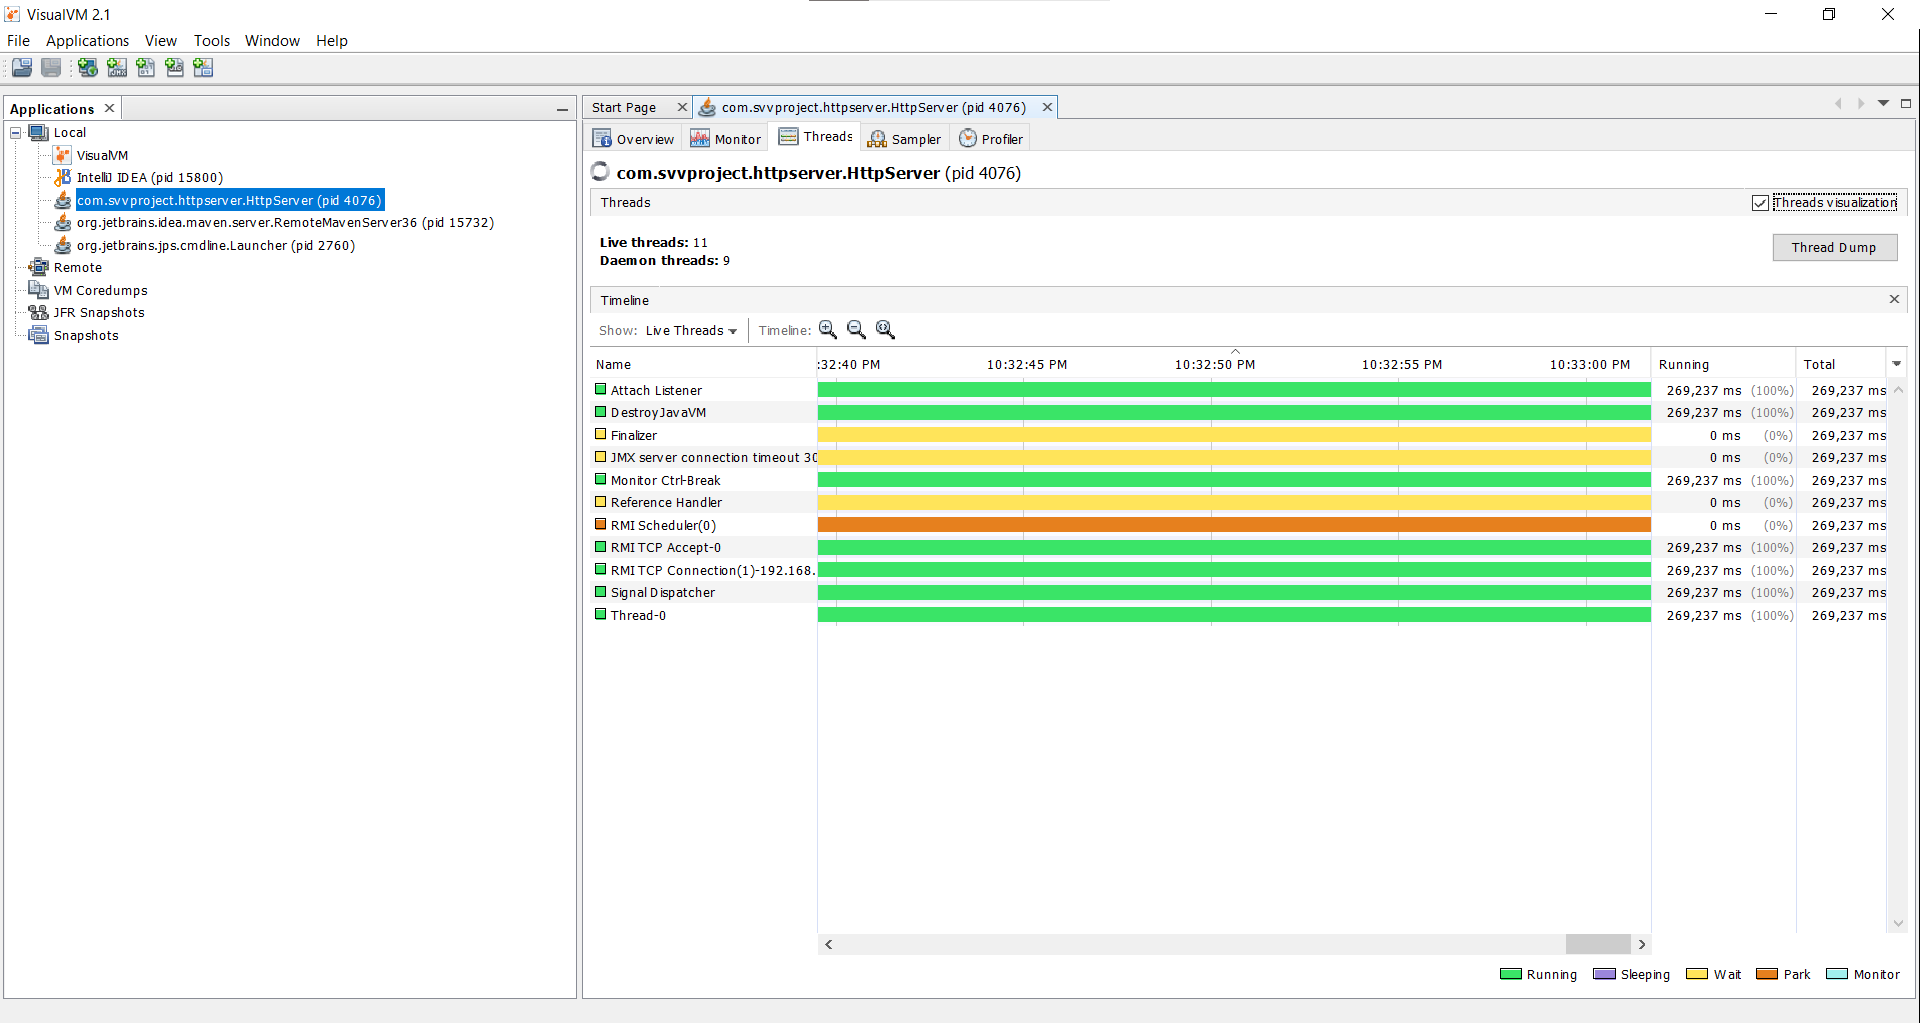 VisualVM 2.1
File Applications View Tools Window Help
Applications
Local
VisualVM
IntelliJ IDEA (pid 15800)
com.svvproject.httpserver.HttpServer (pid 4076)
org.jetbrains.idea.maven.server.RemoteMavenServer36 (pid 15732)
org.jetbrains.jps.cmdline.Launcher (pid 2760)
Remote
VM Coredumps
JFR Snapshots
Snapshots
Start Page com.svvproject.httpserver.HttpServer (pid 4076)
Overview Monitor Threads Sampler Profiler
com.svvproject.httpserver.HttpServer (pid 4076)
Threads Threads visualization
Live threads: 11
Daemon threads: 9
Thread Dump
Timeline
Show: Live Threads Timeline:
Name :32:40 PM 10:32:45 PM 10:32:50 PM 10:32:55 PM 10:33:00 PM Running Total
Attach Listener 269,237 ms (100%) 269,237 ms
DestroyJavaVM 269,237 ms (100%) 269,237 ms
Finalizer 0 ms (0%) 269,237 ms
JMX server connection timeout 30 0 ms (0%) 269,237 ms
Monitor Ctrl-Break 269,237 ms (100%) 269,237 ms
Reference Handler 0 ms (0%) 269,237 ms
RMI Scheduler(0) 0 ms (0%) 269,237 ms
RMI TCP Accept-0 269,237 ms (100%) 269,237 ms
RMI TCP Connection(1)-192.168. 269,237 ms (100%) 269,237 ms
Signal Dispatcher 269,237 ms (100%) 269,237 ms
Thread-0 269,237 ms (100%) 269,237 ms
Running Sleeping Wait Park Monitor